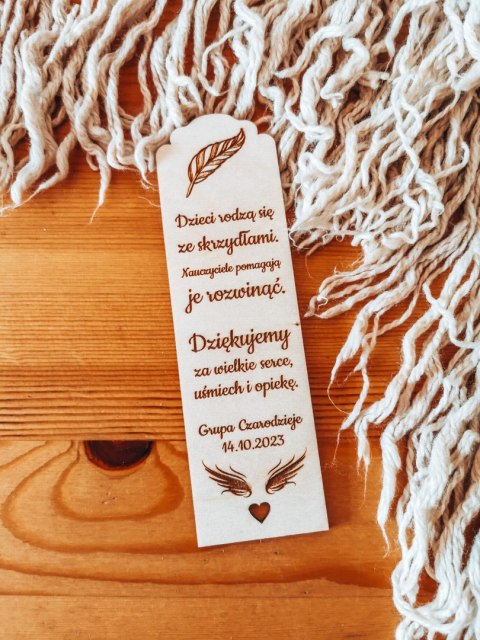 Dzieci rodzą się
ze skrzydłami.
Nauczyciele pomagają
je rozwinąć.
Dziękujemy
za wielkie serce,
uśmiech i opiekę.
Grupa Czarodzieje
14.10.2023